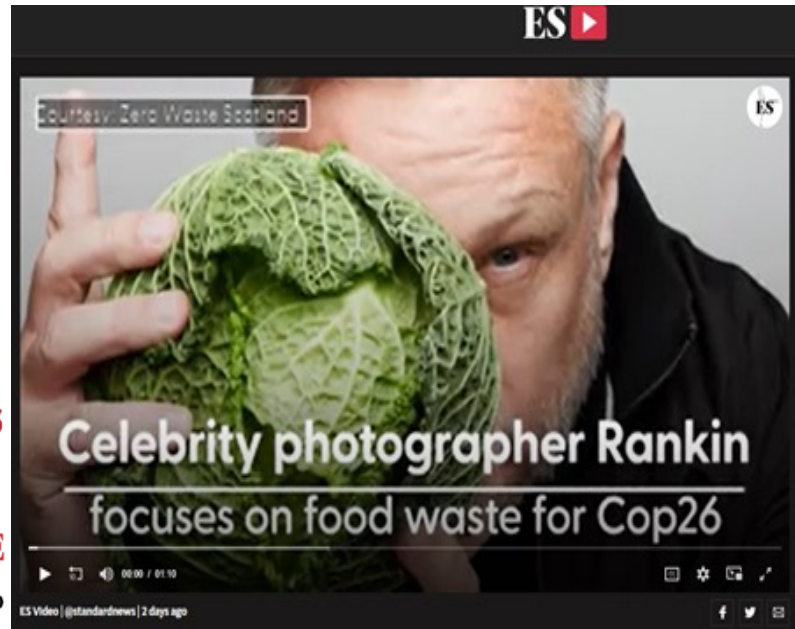 ES
Courtesy: Zero Waste Scotland
ES
Celebrity photographer Rankin
focuses on food waste for Cop26
00:00 / 01:10
ES Video | @standardnews | 2 days ago